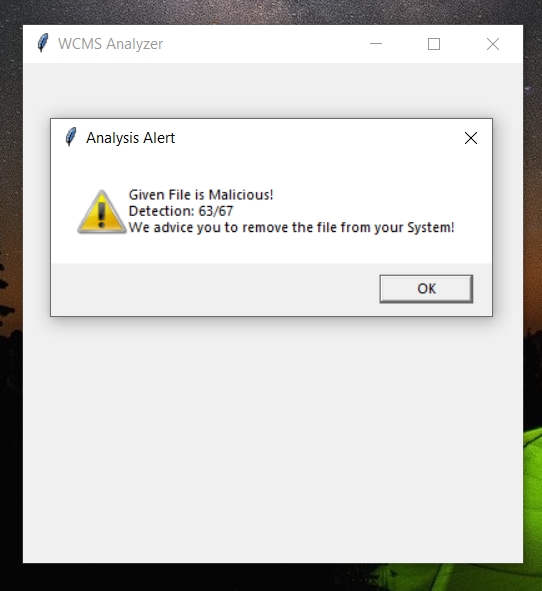 WCMS Analyzer
Analysis Alert
Given File is Malicious!
Detection: 63/67
We advice you to remove the file from your System!
OK